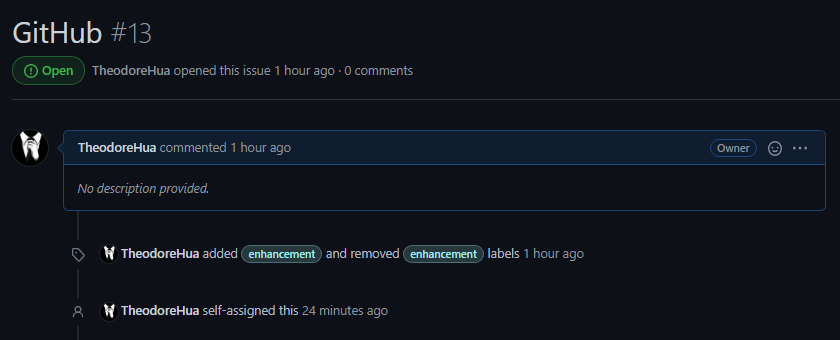 GitHub #13
Open TheodoreHua opened this issue 1 hour ago · 0 comments
TheodoreHua commented 1 hour ago Owner
No description provided.
TheodoreHua added enhancement and removed enhancement labels 1 hour ago
TheodoreHua self-assigned this 24 minutes ago